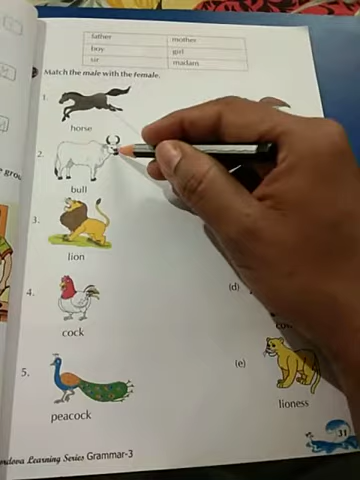 father mother
boy girl
sir madam
Match the male with the female.
1.
horse
2.
bull
3.
lion
(d)
4.
cock
(e)
5.
lioness
peacock
31
Learning Series Grammar-3